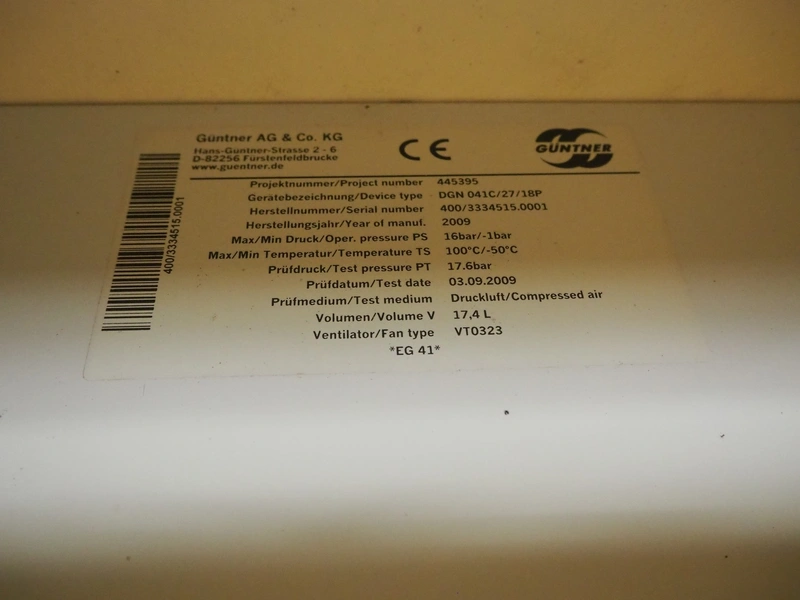 Güntner AG & Co. KG
Hans-Güntner-Strasse 2 - 6
D-82256 Fürstenfeldbrucke
www.guentner.de
CE
GÜNTNER
Projektnummer/Project number 445395
Gerätebezeichnung/Device type DGN 041C/27/18P
Herstellnummer/Serial number 400/3334515.0001
Herstellungsjahr/Year of manuf. 2009
Max/Min Druck/Oper. pressure PS 16bar/-1bar
Max/Min Temperatur/Temperature TS 100°C/-50°C
Prüfdruck/Test pressure PT 17.6bar
Prüfdatum/Test date 03.09.2009
Prüfmedium/Test medium Druckluft/Compressed air
Volumen/Volume V 17,4 L
Ventilator/Fan type VT0323
*EG 41*
400/3334515.0001